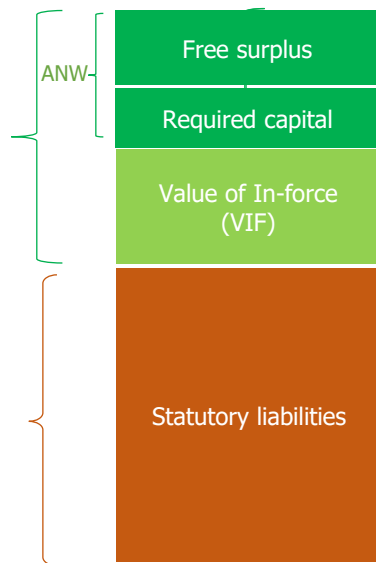 Free surplus
ANW
Required capital
Value of In-force
(VIF)
Statutory liabilities